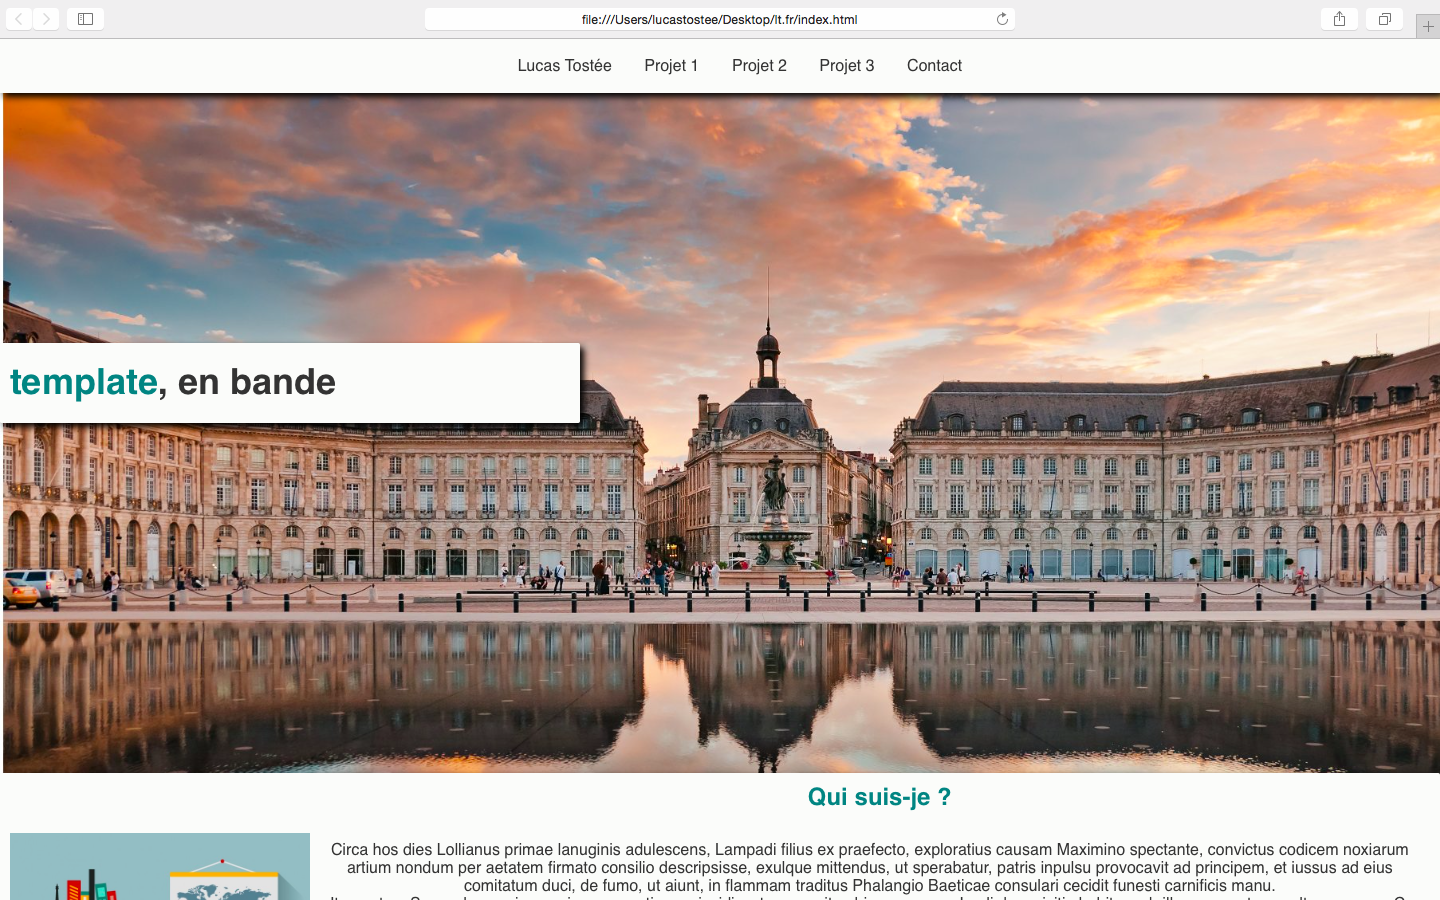 file:///Users/lucastostee/Desktop/lt.fr/index.html
Lucas Tostée Projet 1 Projet 2 Projet 3 Contact
template, en bande
Qui suis-je ?
Circa hos dies Lollianus primae lanuginis adulescens, Lampadi filius ex praefecto, exploratius causam Maximino spectante, convictus codicem noxiarum
artium nondum per aetatem firmato consilio descripsisse, exulque mittendus, ut sperabatur, patris inpulsu provocavit ad principem, et iussus ad eius
comitatum duci, de fumo, ut aiunt, in flammam traditus Phalangio Baeticae consulari cecidit funesti carnificis manu.